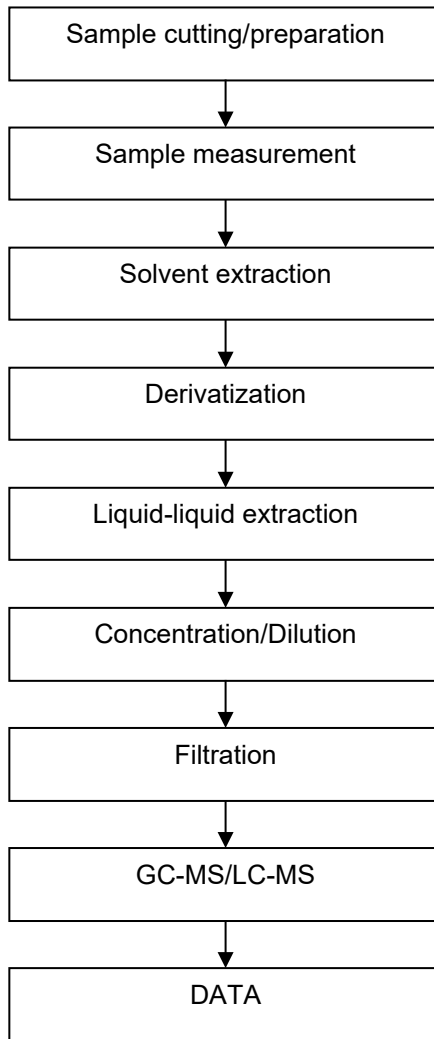 Sample cutting/preparation
Sample measurement
Solvent extraction
Derivatization
Liquid-liquid extraction
Concentration/Dilution
Filtration
GC-MS/LC-MS
DATA